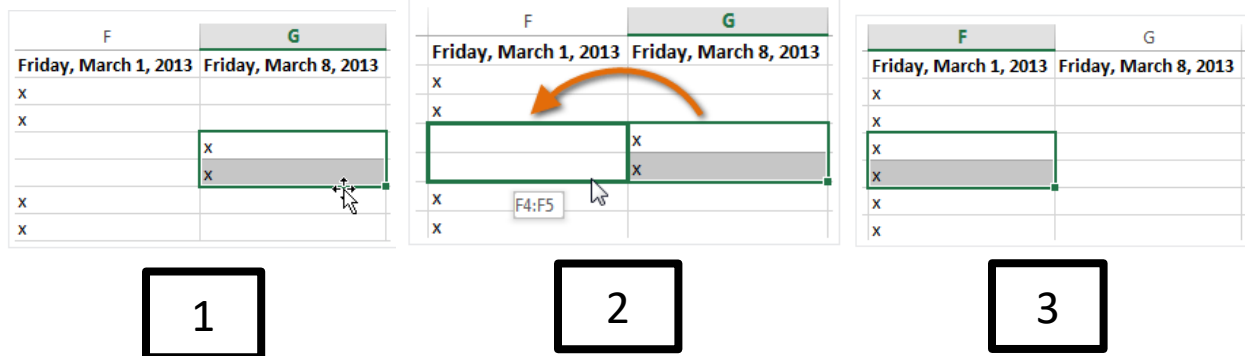 F G
Friday, March 1, 2013 Friday, March 8, 2013
x
x
x
x
x
x
1
F G
Friday, March 1, 2013 Friday, March 8, 2013
x
x
x
x
x
F4:F5
x
2
F G
Friday, March 1, 2013 Friday, March 8, 2013
x
x
x
x
x
x
3